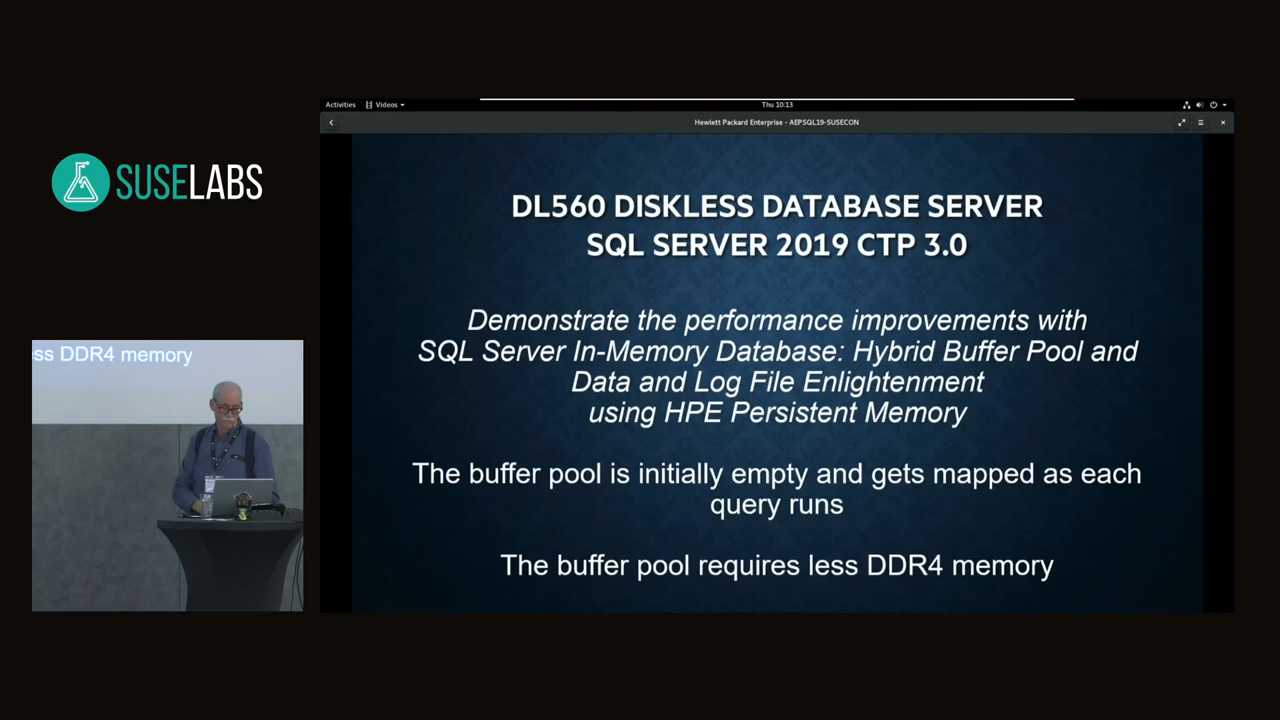 SUSELABS
ess DDR4 memory
Activities Videos Thu 10:13
Hewlett Packard Enterprise - AEPSQL19-SUSECON
DL560 DISKLESS DATABASE SERVER
SQL SERVER 2019 CTP 3.0
Demonstrate the performance improvements with
SQL Server In-Memory Database: Hybrid Buffer Pool and
Data and Log File Enlightenment
using HPE Persistent Memory
The buffer pool is initially empty and gets mapped as each
query runs
The buffer pool requires less DDR4 memory